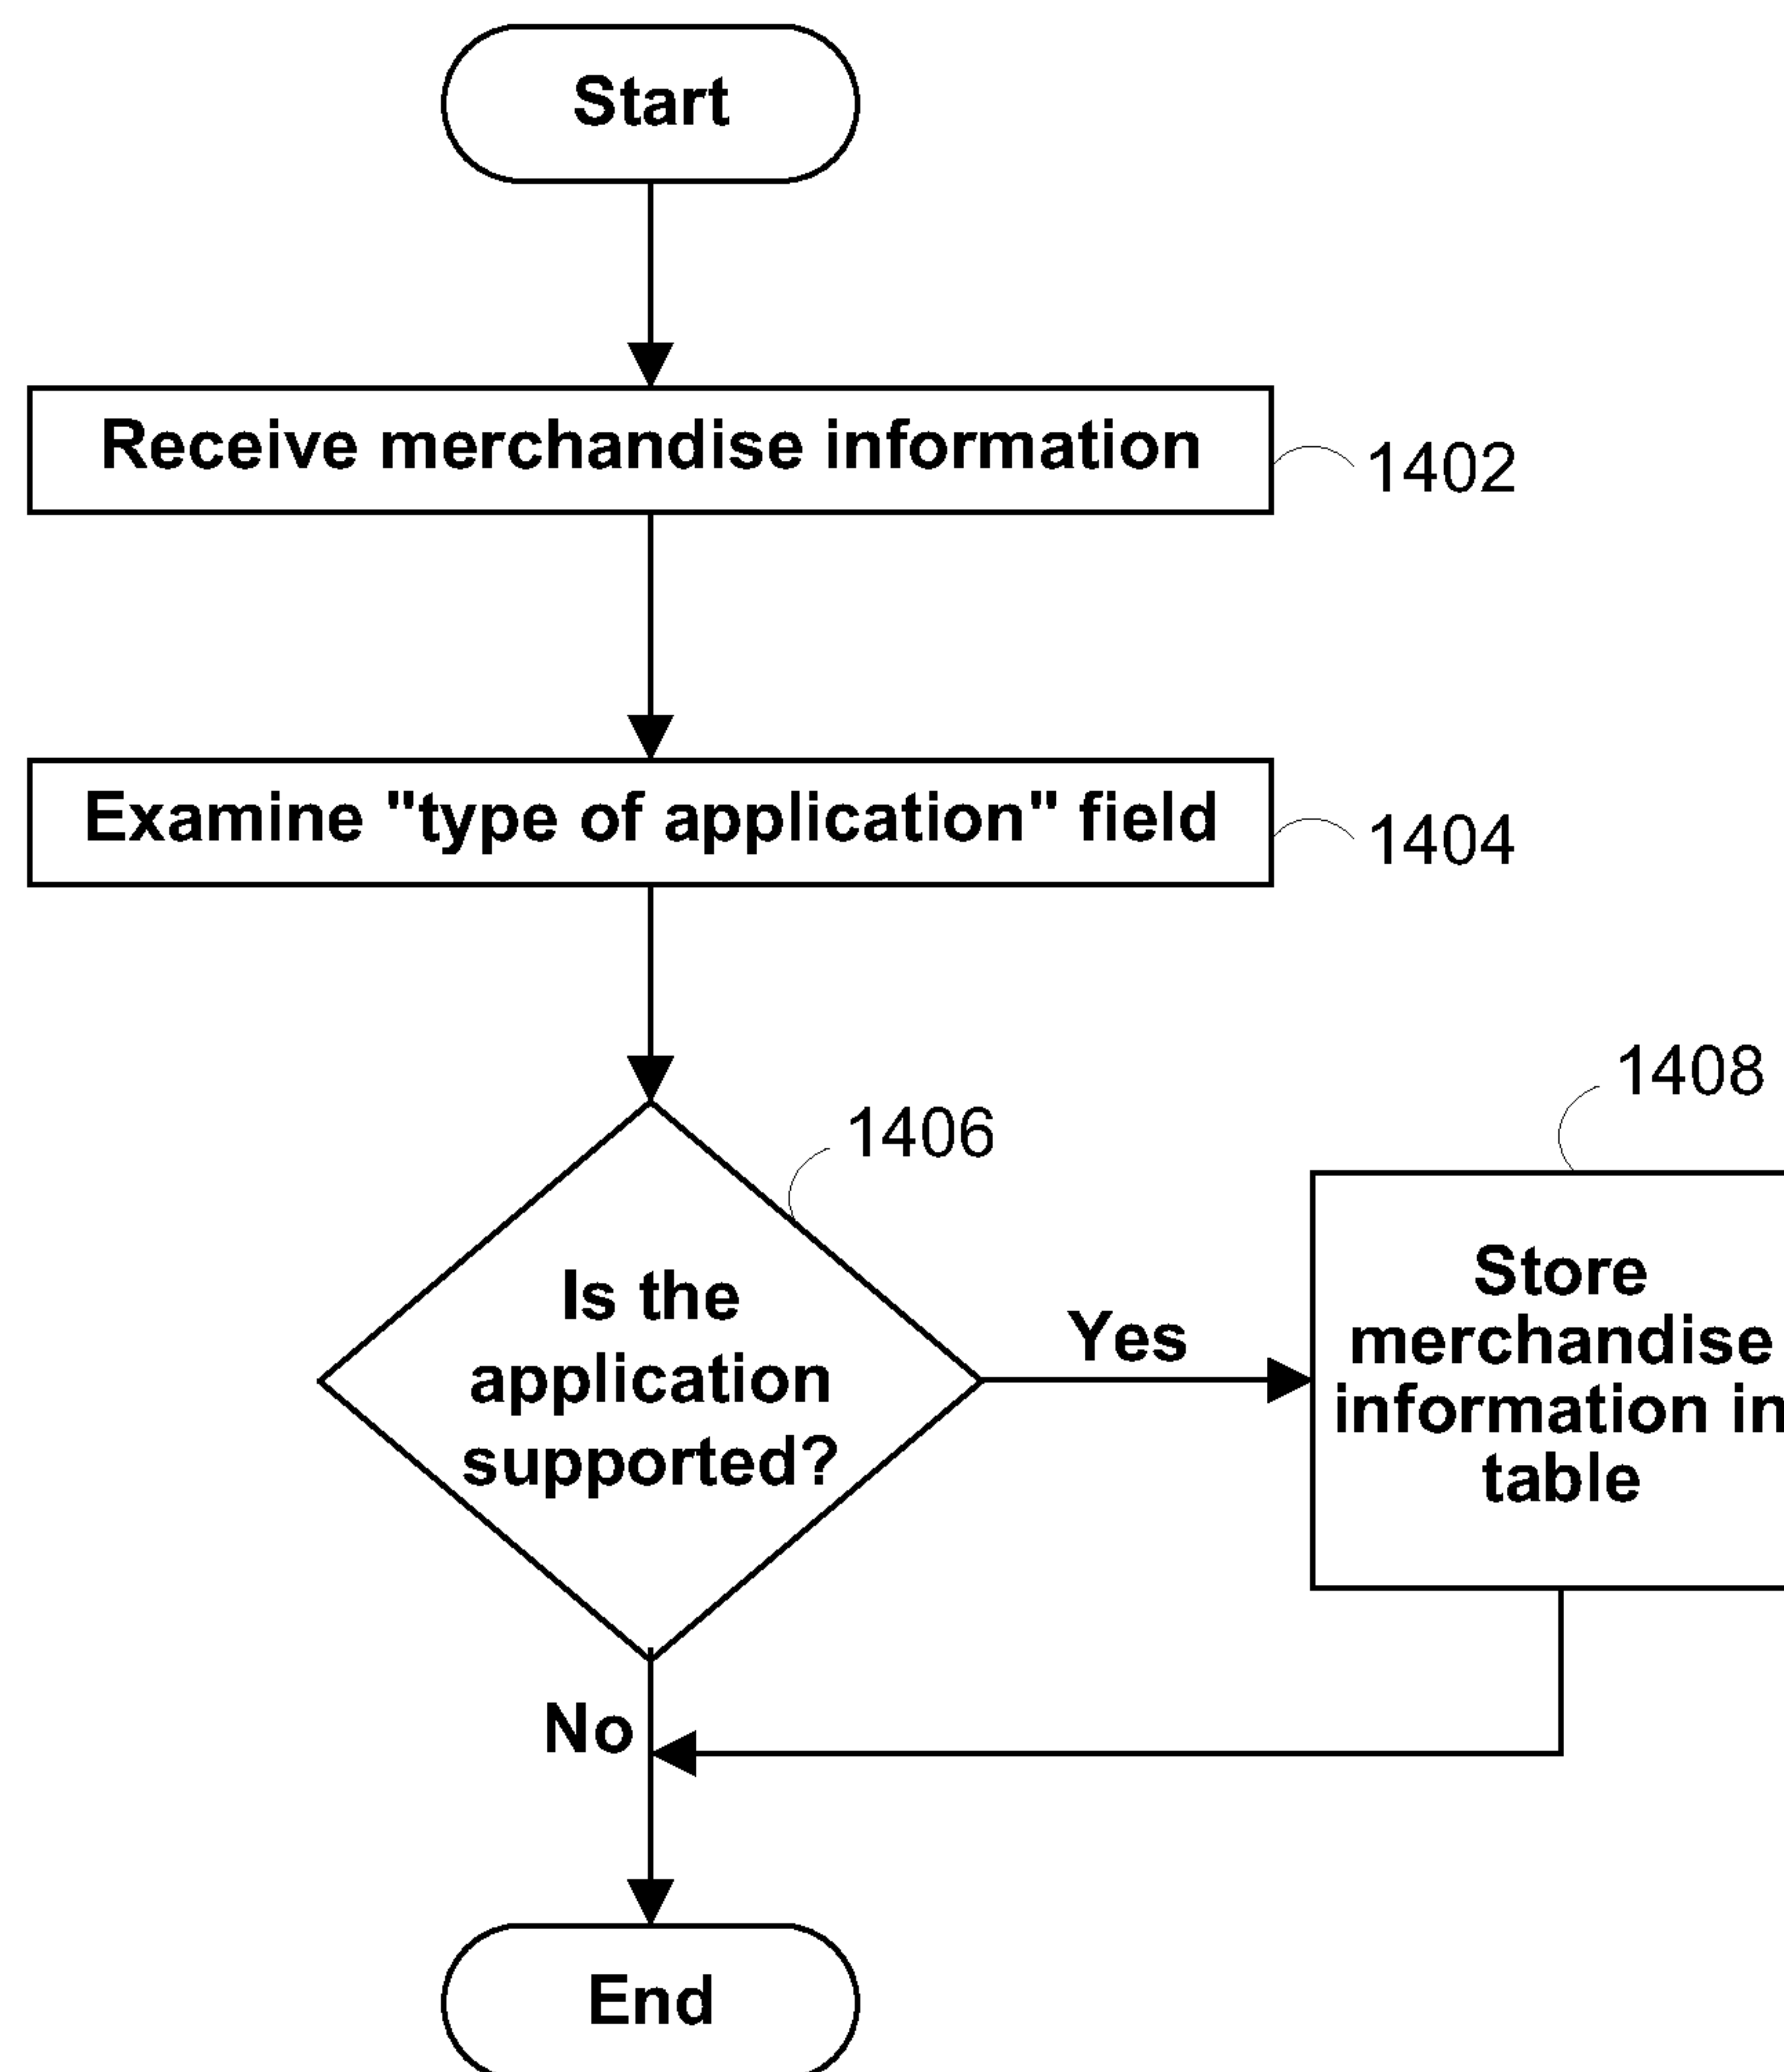 Start
Receive merchandise information
1402
Examine "type of application" field
1404
1406
1408
Is the
application
supported?
Yes
Store
merchandise
information in
table
No
End